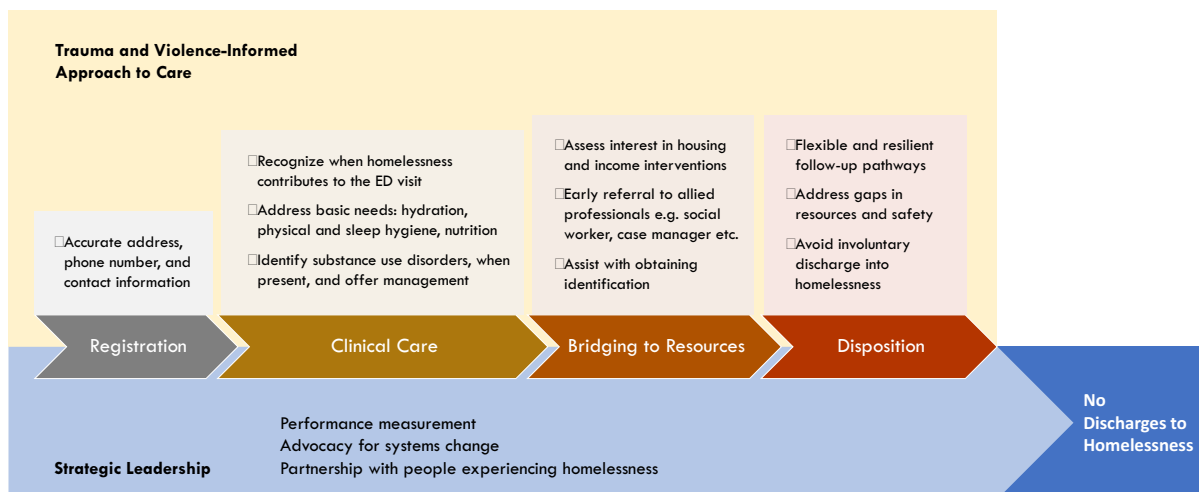 Trauma and Violence-Informed
Approach to Care
□Accurate address,
phone number, and
contact information
□Recognize when homelessness
contributes to the ED visit
□Address basic needs: hydration,
physical and sleep hygiene, nutrition
□Identify substance use disorders, when
present, and offer management
□Assess interest in housing
and income interventions
□Early referral to allied
professionals e.g. social
worker, case manager etc.
□Assist with obtaining
identification
□Flexible and resilient
follow-up pathways
□Address gaps in
resources and safety
□Avoid involuntary
discharge into
homelessness
Registration
Clinical Care
Bridging to Resources
Disposition
Performance measurement
Advocacy for systems change
Strategic Leadership
Partnership with people experiencing homelessness
No
Discharges to
Homelessness